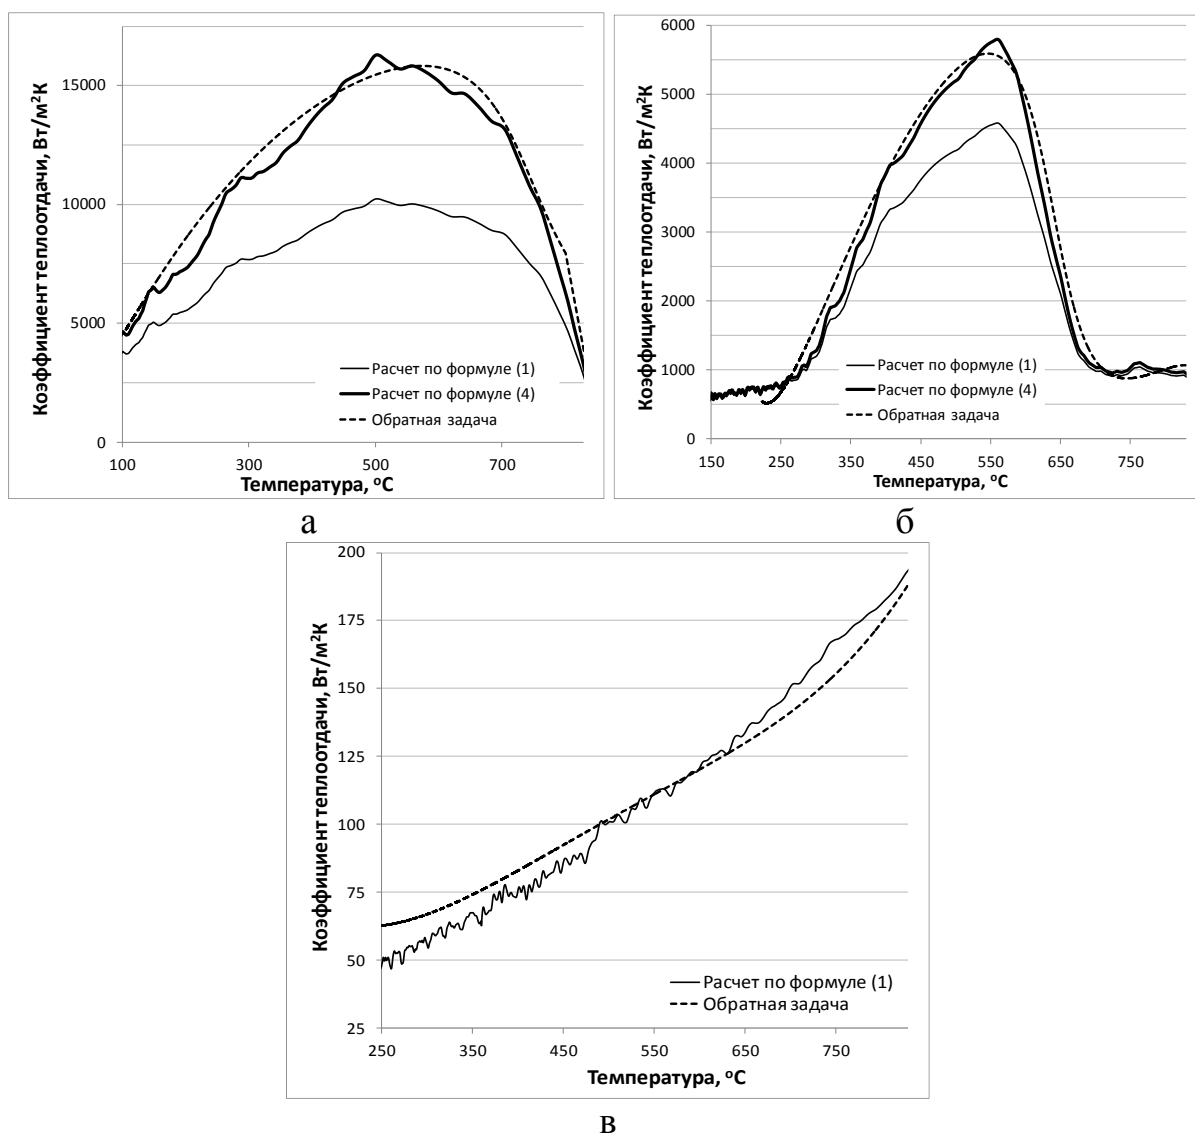 Коэффициент теплоотдачи, Вт/м²К
15000
10000
5000
0
100 300 500 700
Температура, °С
Расчет по формуле (1)
Расчет по формуле (4)
Обратная задача
а
Коэффициент теплоотдачи, Вт/м²К
6000
5000
4000
3000
2000
1000
0
150 250 350 450 550 650 750
Температура, °С
Расчет по формуле (1)
Расчет по формуле (4)
Обратная задача
б
Коэффициент теплоотдачи, Вт/м²К
200
175
150
125
100
75
50
25
250 350 450 550 650 750
Температура, °С
Расчет по формуле (1)
Обратная задача
в